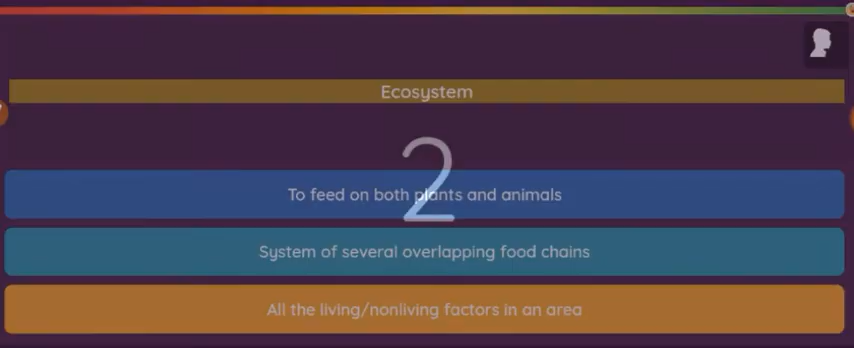 Ecosystem
2
To feed on both plants and animals
System of several overlapping food chains
All the living/nonliving factors in an area